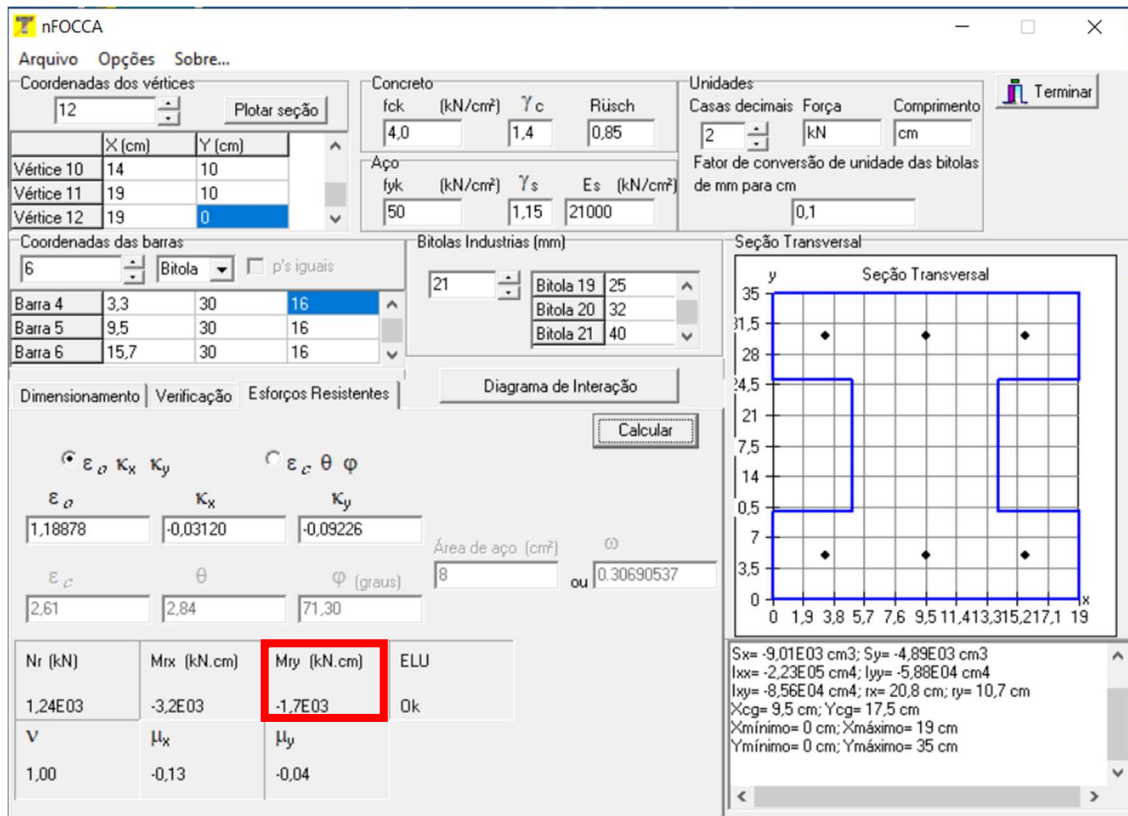 nFOCCA
Arquivo Opções Sobre...
Coordenadas dos vértices
12
Plotar seção
X (cm) Y (cm)
Vértice 10 14 10
Vértice 11 19 10
Vértice 12 19 0
Concreto
fck (kN/cm²) γc Rüsch
4,0 1,4 0,85
Aço
fyk (kN/cm²) γs Es (kN/cm²)
50 1,15 21000
Unidades
Casas decimais Força Comprimento
2 kN cm
Fator de conversão de unidade das bitolas
de mm para cm
0,1
Terminar
Coordenadas das barras
6 Bitola p's iguais
Barra 4 3,3 30 16
Barra 5 9,5 30 16
Barra 6 15,7 30 16
Bitolas Industrias (mm)
21
Bitola 19 25
Bitola 20 32
Bitola 21 40
Diagrama de Interação
Dimensionamento Verificação Esforços Resistentes
Calcular
εo κx κy
εc θ φ
εo κx κy
1,18878 -0,03120 -0,09226
Área de aço (cm²) ω
8 ou 0.30690537
εc θ φ (graus)
2,61 2,84 71,30
Nr (kN) Mrx (kN.cm) Mry (kN.cm) ELU
1,24E03 -3,2E03 -1,7E03 Ok
ν μx μy
1,00 -0,13 -0,04
Seção Transversal
y Seção Transversal
35
31,5
28
24,5
21
7,5
14
0,5
7
3,5
0
0 1,9 3,8 5,7 7,6 9,5 11,413,315,217,1 19
x
Sx= -9,01E03 cm3; Sy= -4,89E03 cm3
Ixx= -2,23E05 cm4; Iyy= -5,88E04 cm4
Ixy= -8,56E04 cm4; rx= 20,8 cm; ry= 10,7 cm
Xcg= 9,5 cm; Ycg= 17,5 cm
Xmínimo= 0 cm; Xmáximo= 19 cm
Ymínimo= 0 cm; Ymáximo= 35 cm